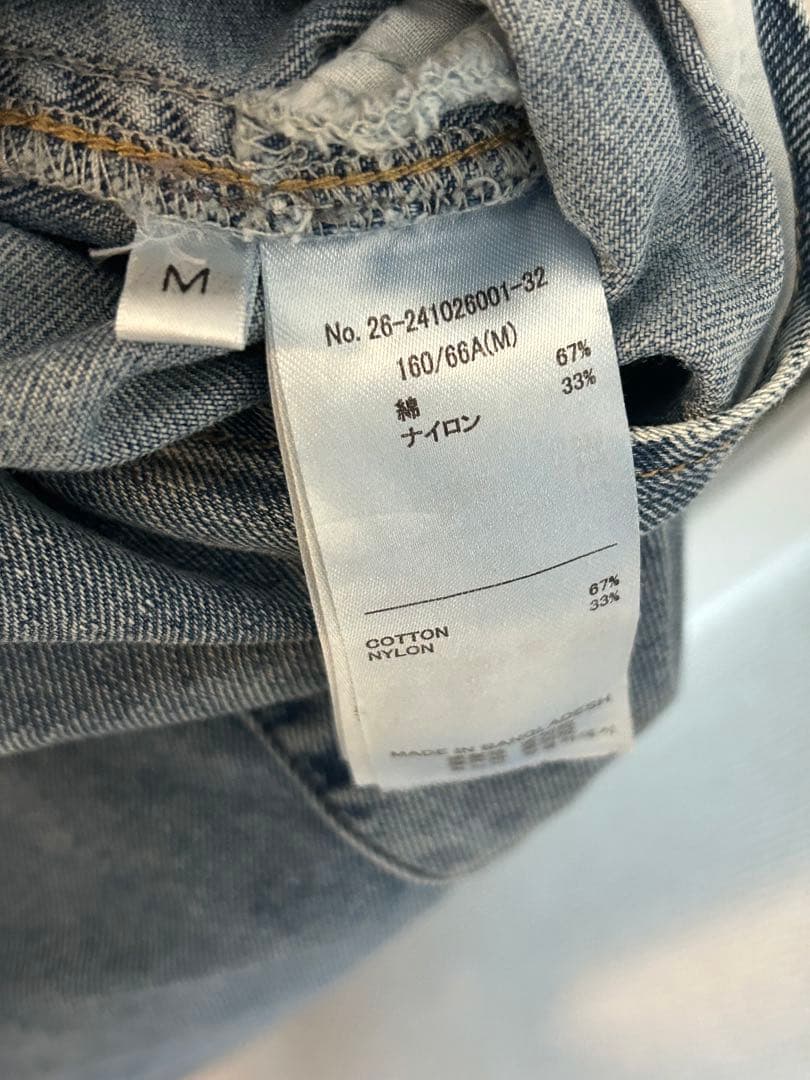 M
No. 26-241026001-32
160/66A(M)
綿 67%
ナイロン 33%
COTTON 67%
NYLON 33%
MADE IN BANGLADESH